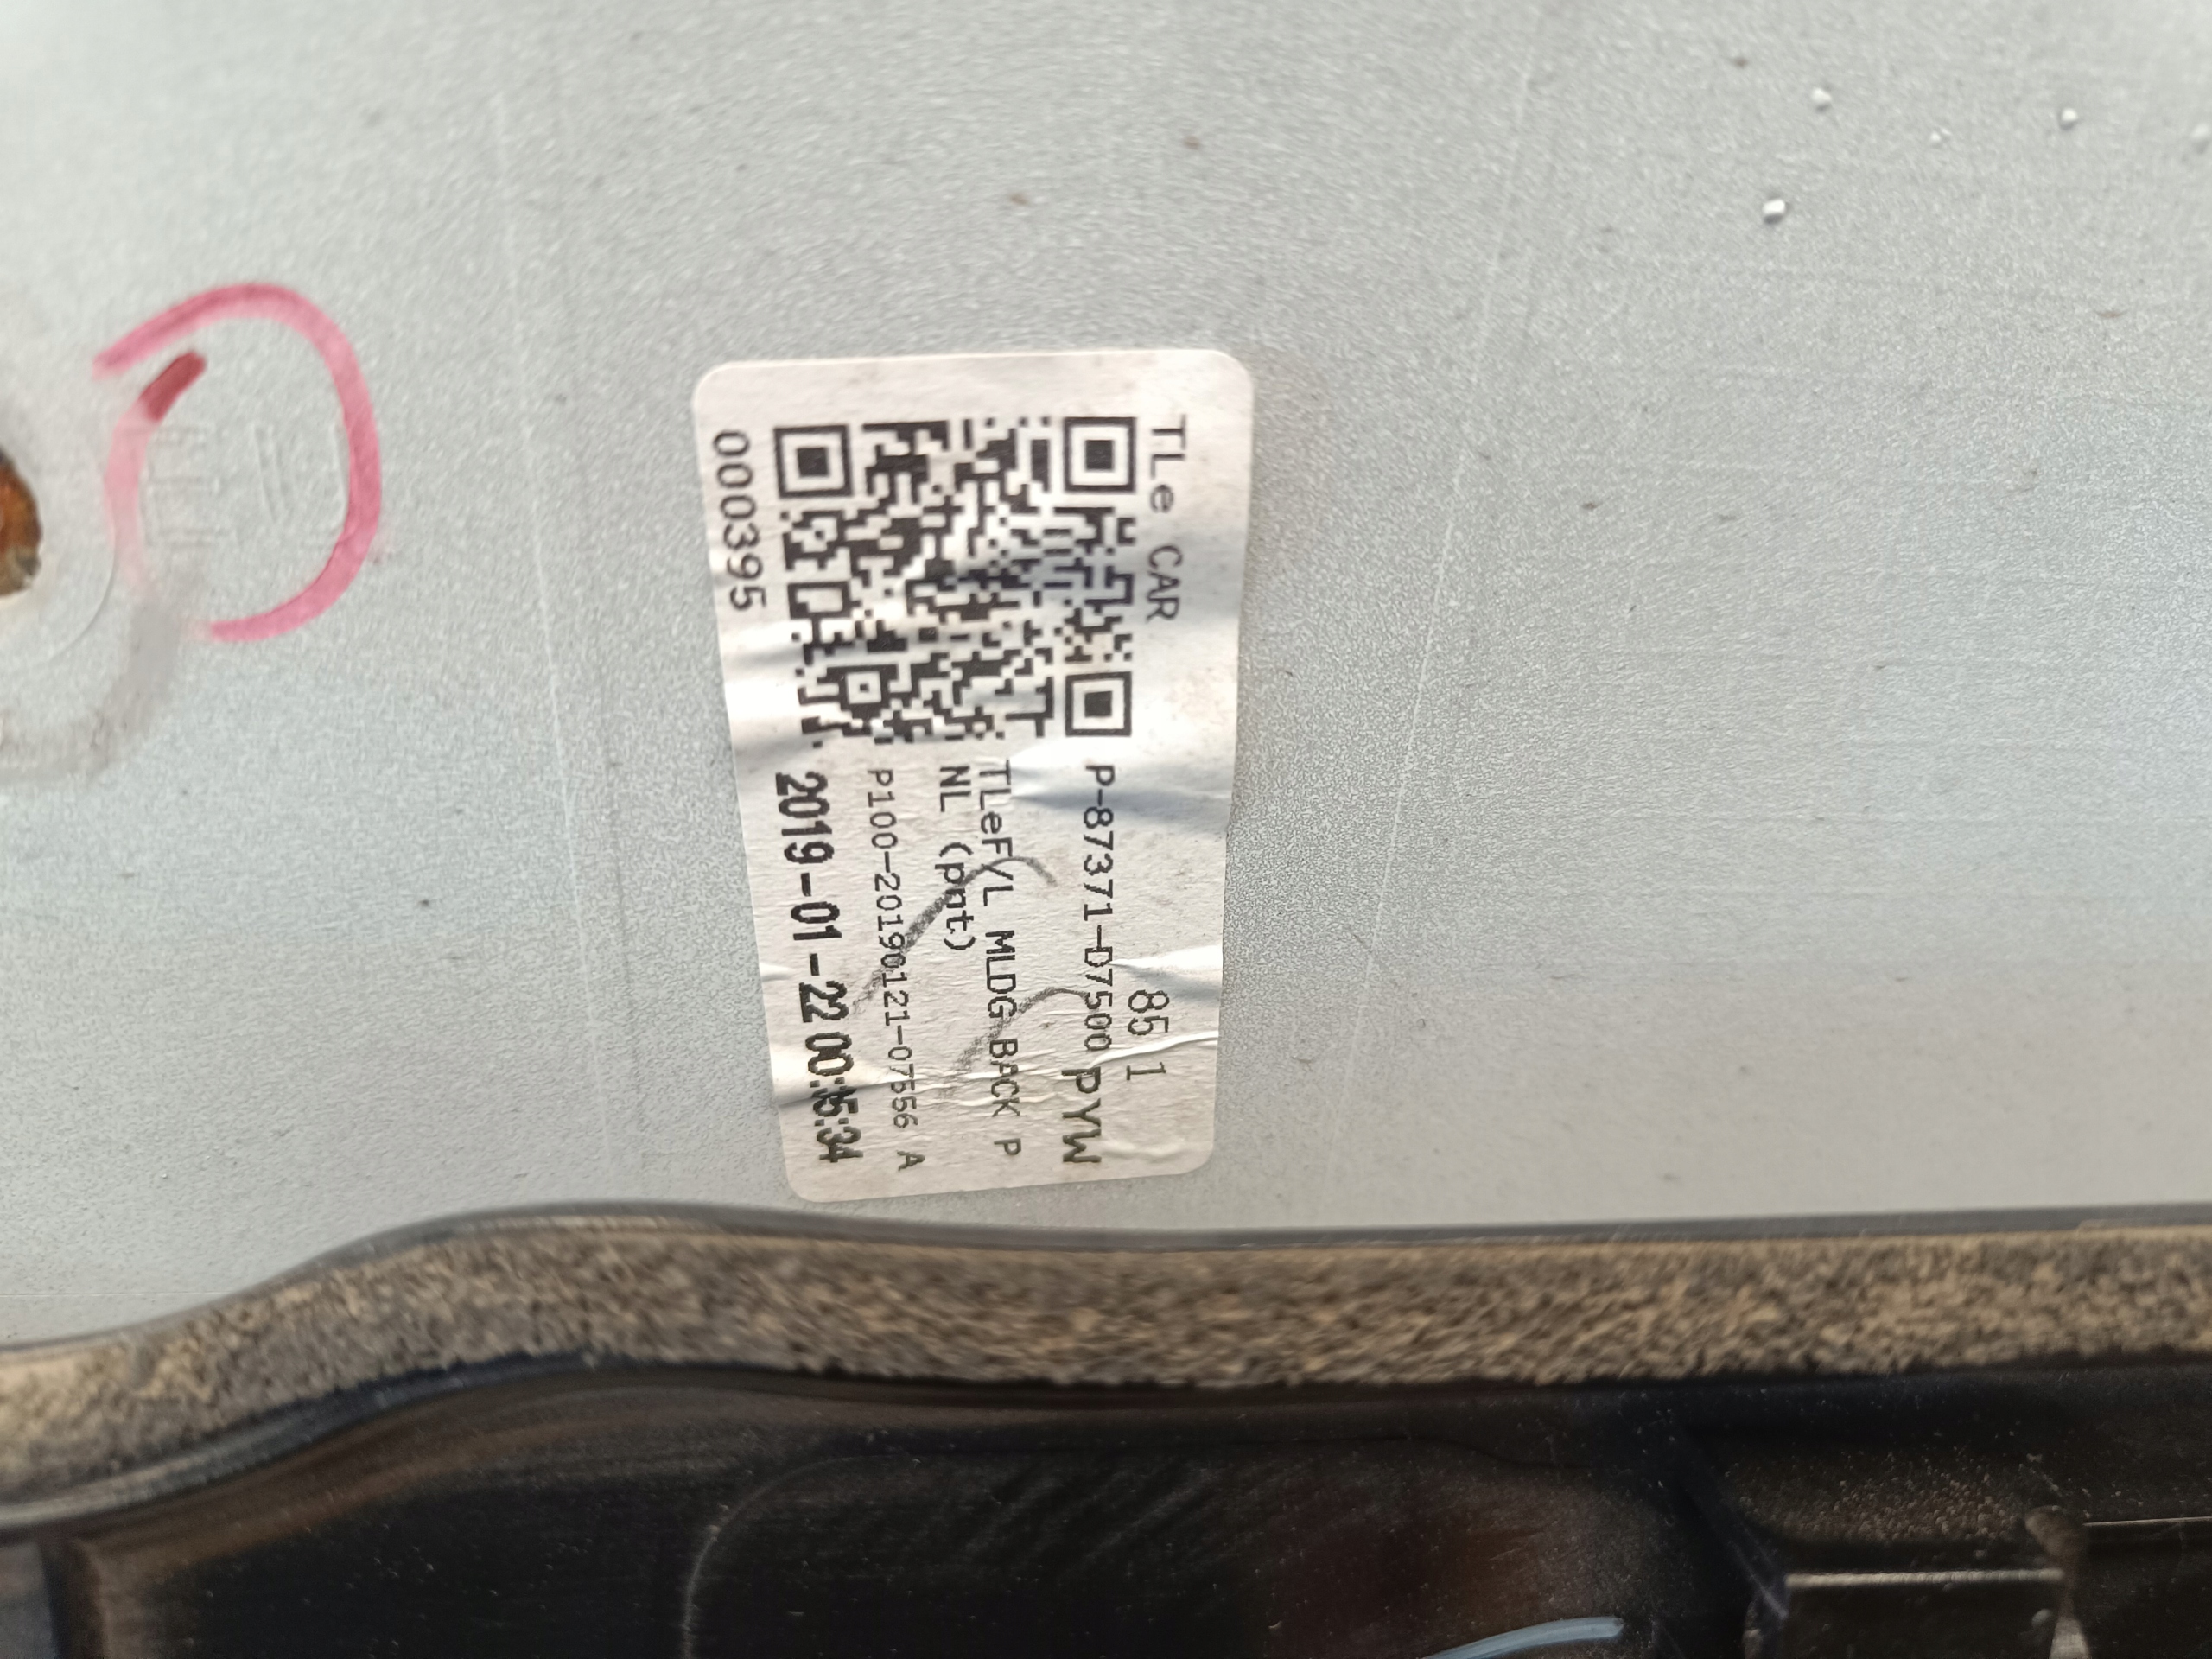 TLe CAR
85 1
P-87371-D7500 PYW
TLeF/L MLDG BACK P
NL (pnt)
P100-20190121-07556 A
2019-01-22 00:15:34
000395